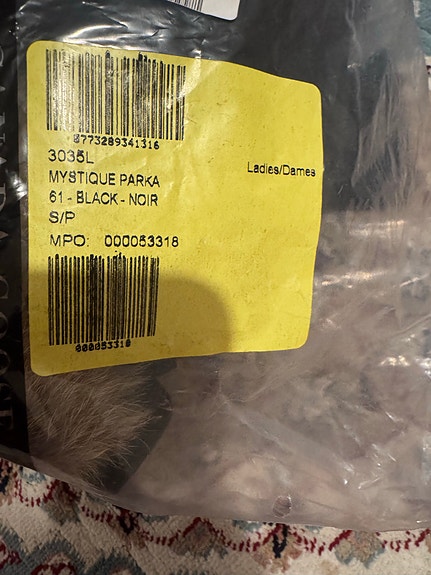 0773289341316
3035L
Ladies/Dames
MYSTIQUE PARKA
61 - BLACK - NOIR
S/P
MPO: 000053318
000053318